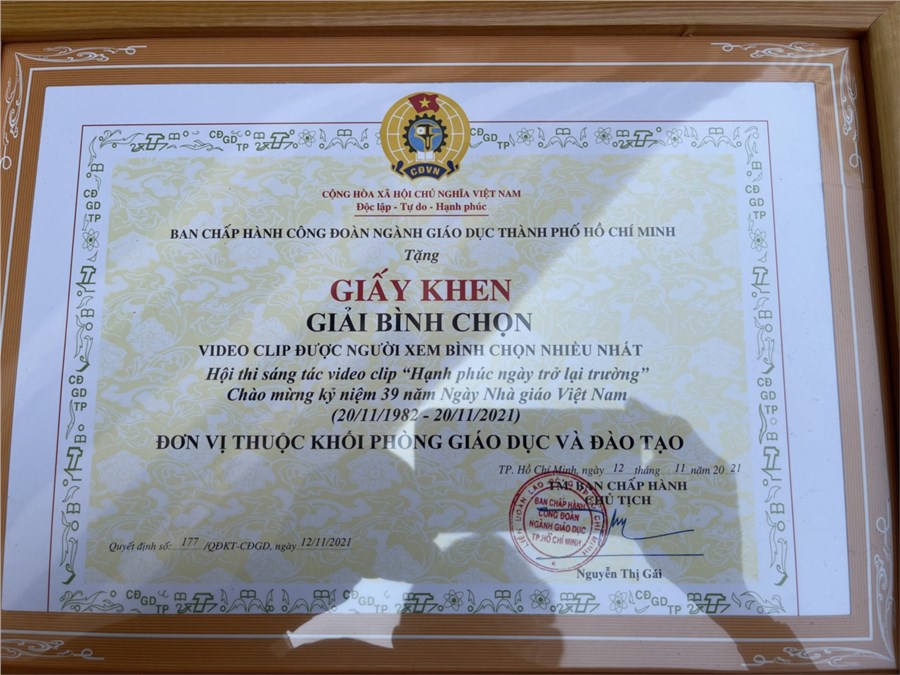 CĐVN
CỘNG HÒA XÃ HỘI CHỦ NGHĨA VIỆT NAM
Độc lập - Tự do - Hạnh phúc
BAN CHẤP HÀNH CÔNG ĐOÀN NGÀNH GIÁO DỤC THÀNH PHỐ HỒ CHÍ MINH
Tặng
GIẤY KHEN
GIẢI BÌNH CHỌN
VIDEO CLIP ĐƯỢC NGƯỜI XEM BÌNH CHỌN NHIỀU NHẤT
Hội thi sáng tác video clip “Hạnh phúc ngày trở lại trường”
Chào mừng kỷ niệm 39 năm Ngày Nhà giáo Việt Nam
(20/11/1982 - 20/11/2021)
ĐƠN VỊ THUỘC KHỐI PHÒNG GIÁO DỤC VÀ ĐÀO TẠO
TP. Hồ Chí Minh, ngày 12 tháng 11 năm 20 21
TM. BAN CHẤP HÀNH
CHỦ TỊCH
BAN CHẤP HÀNH
CÔNG ĐOÀN
NGÀNH GIÁO DỤC
TP.HỒ CHÍ MINH
Quyết định số: 177 /QĐKT-CĐGD, ngày 12/11/2021
Nguyễn Thị Gái